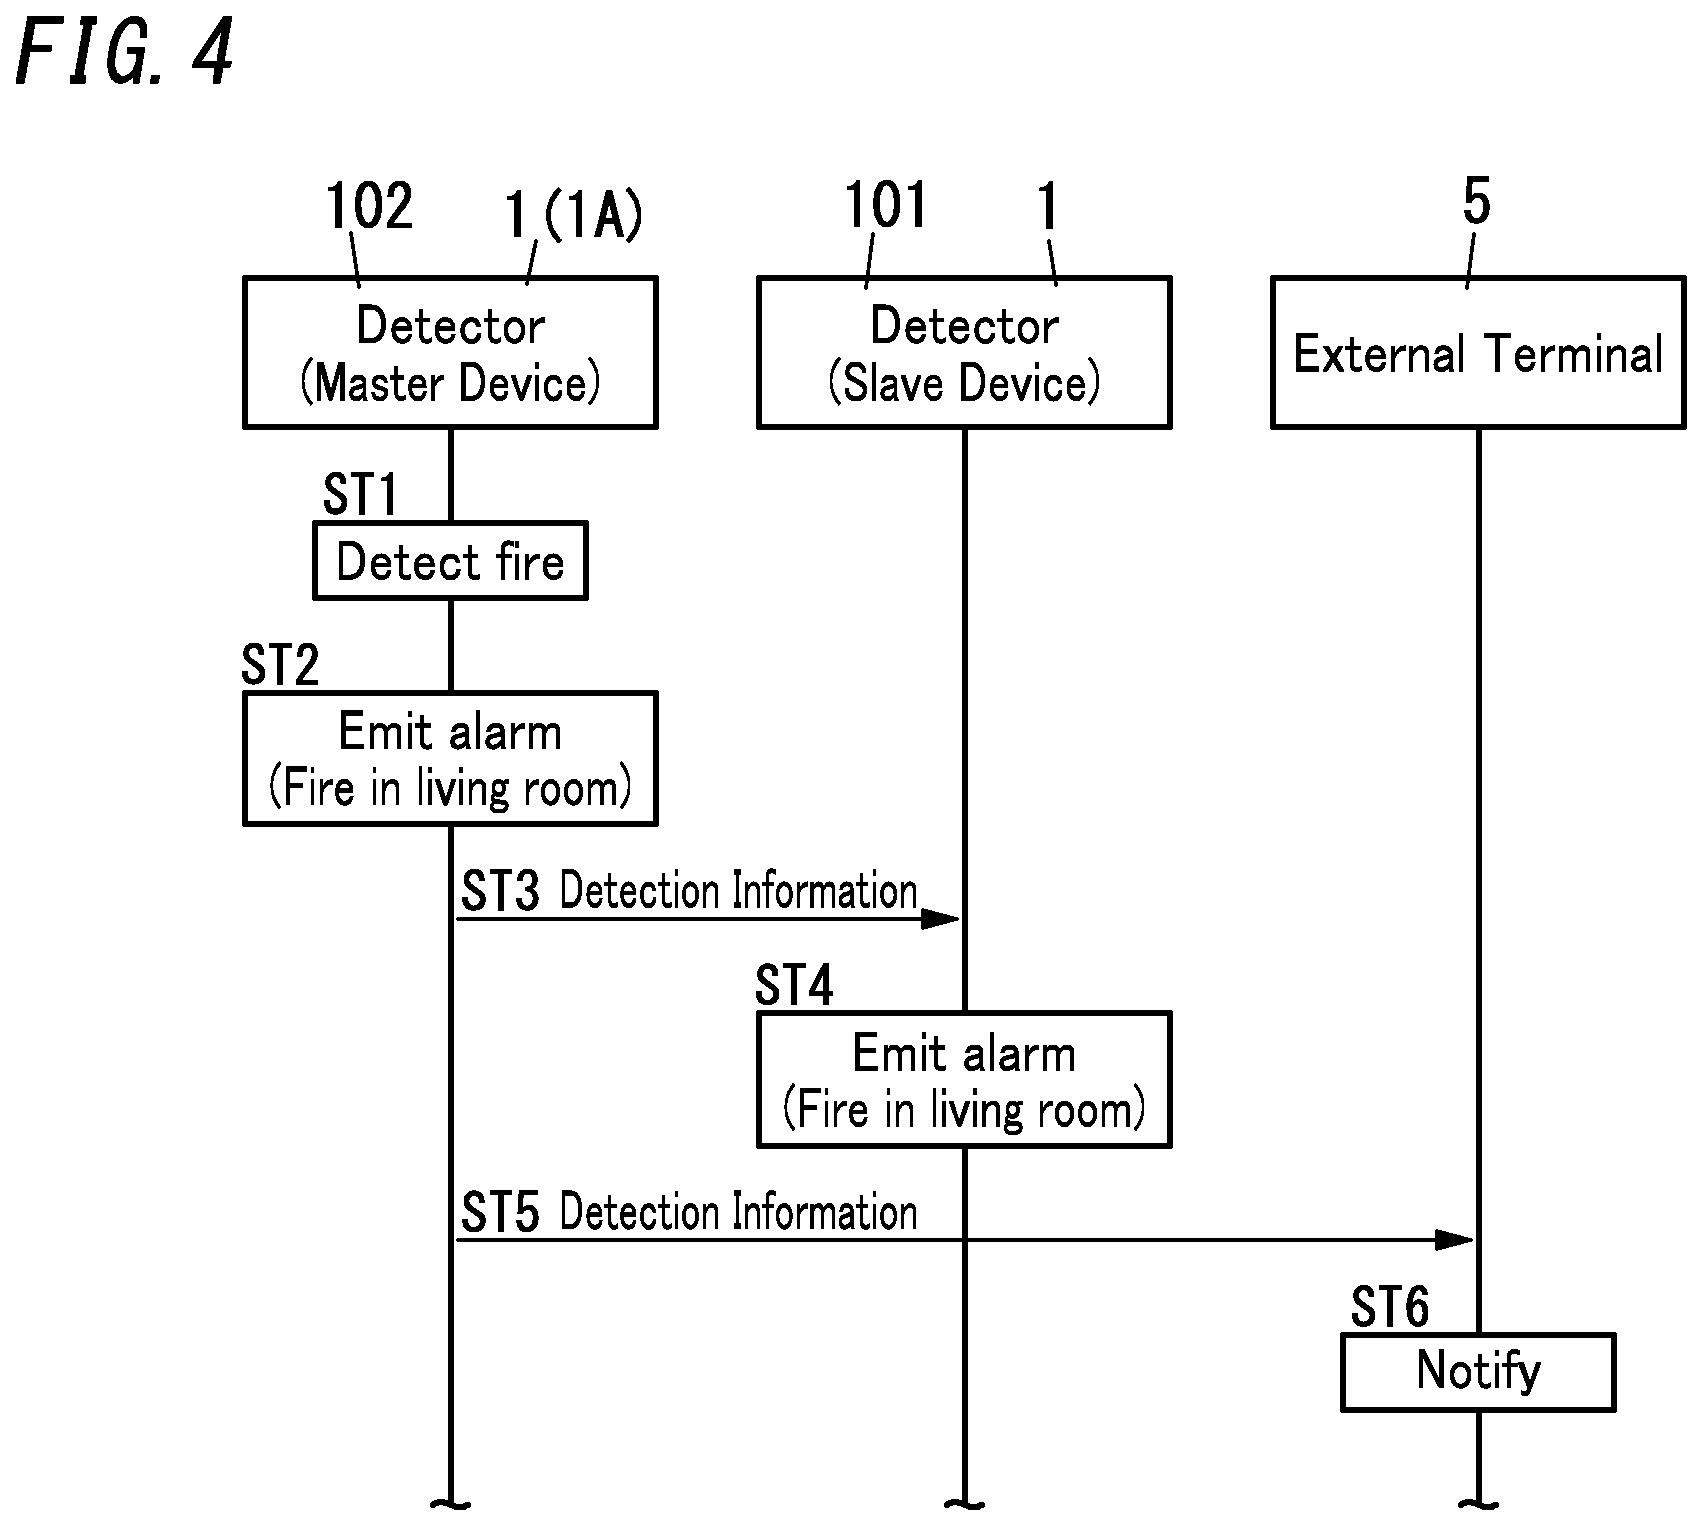 FIG. 4
102 1(1A) 101 1 5
Detector
(Master Device)
Detector
(Slave Device)
External Terminal
ST1
Detect fire
ST2
Emit alarm
(Fire in living room)
ST3 Detection Information
ST4
Emit alarm
(Fire in living room)
ST5 Detection Information
ST6
Notify